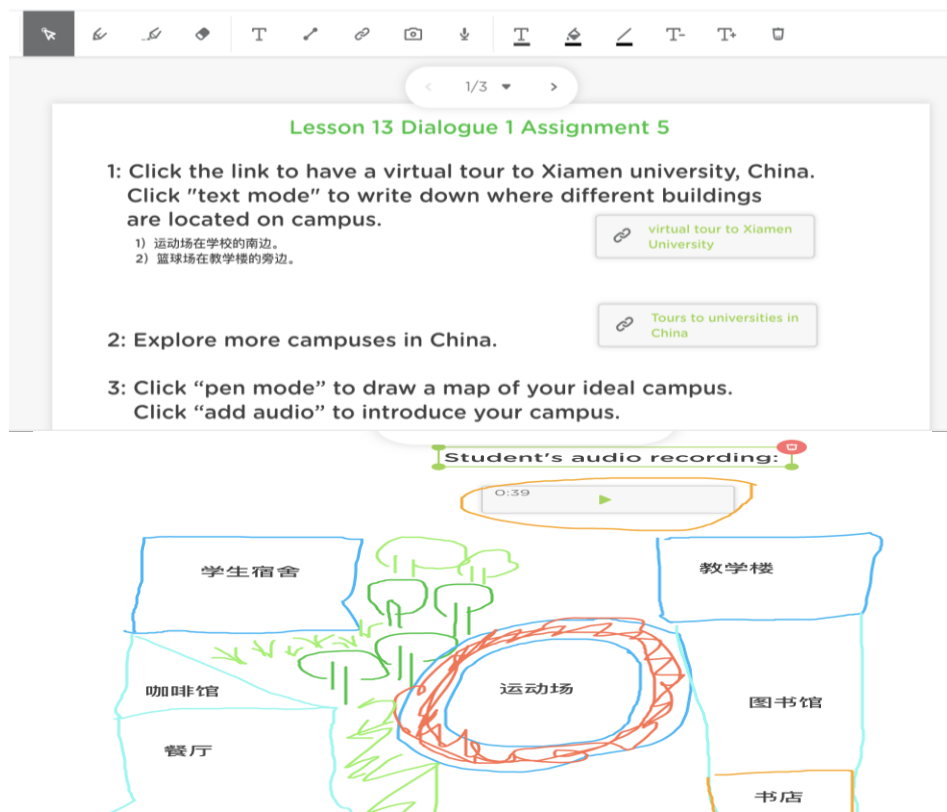 T
T
T-
T+
1/3
Lesson 13 Dialogue 1 Assignment 5
1: Click the link to have a virtual tour to Xiamen university, China.
Click "text mode" to write down where different buildings
are located on campus.
1）运动场在学校的南边。
2）篮球场在教学楼的旁边。
virtual tour to Xiamen
University
Tours to universities in
China
2: Explore more campuses in China.
3: Click “pen mode” to draw a map of your ideal campus.
Click “add audio” to introduce your campus.
Student's audio recording:
0:39
学生宿舍
教学楼
咖啡馆
运动场
图书馆
餐厅
书店